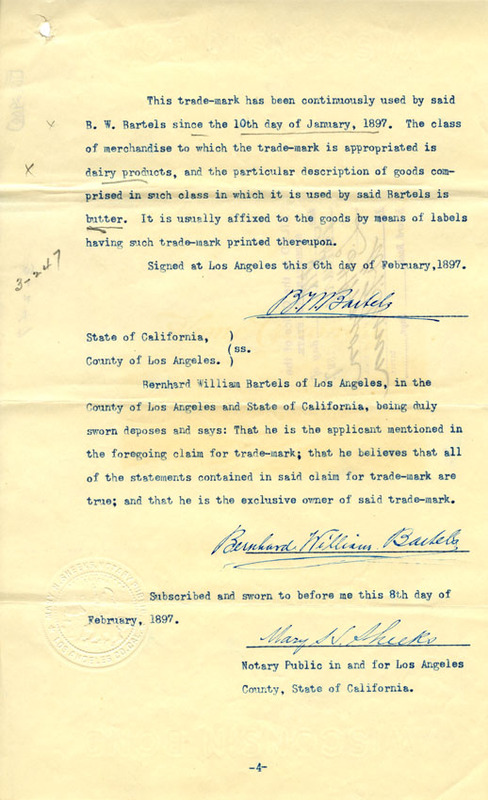 This trade-mark has been continuously used by said
B. W. Bartels since the 10th day of January, 1897. The class
of merchandise to which the trade-mark is appropriated is
dairy products, and the particular description of goods com-
prised in such class in which it is used by said Bartels is
butter. It is usually affixed to the goods by means of labels
having such trade-mark printed thereupon.
3-247
Signed at Los Angeles this 6th day of February, 1897.
B. W. Bartels
State of California, )
(ss.
County of Los Angeles. )
Bernhard William Bartels of Los Angeles, in the
County of Los Angeles and State of California, being duly
sworn deposes and says: That he is the applicant mentioned in
the foregoing claim for trade-mark; that he believes that all
of the statements contained in said claim for trade-mark are
true; and that he is the exclusive owner of said trade-mark.
Bernhard William Bartels
Subscribed and sworn to before me this 8th day of
February, 1897.
Mary
Notary Public in and for Los Angeles
County, State of California.
-4-